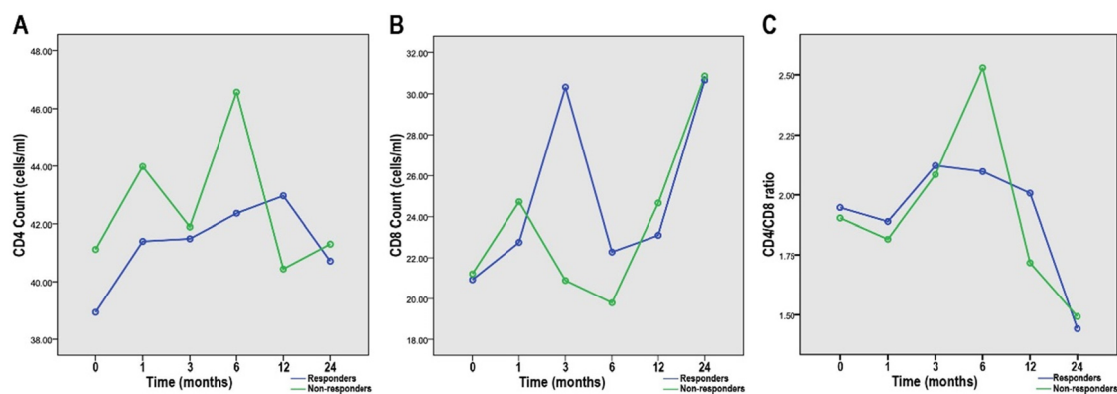 A
CD4 Count (cells/ml)
48.00
46.00
44.00
42.00
40.00
38.00
0 1 3 6 12 24
Time (months)
Responders
Non-responders
B
CD8 Count (cells/ml)
32.00
30.00
28.00
26.00
24.00
22.00
20.00
18.00
0 1 3 6 12 24
Time (months)
Responders
Non-responders
C
CD4/CD8 ratio
2.50
2.25
2.00
1.75
1.50
0 1 3 6 12 24
Time (months)
Responders
Non-responders